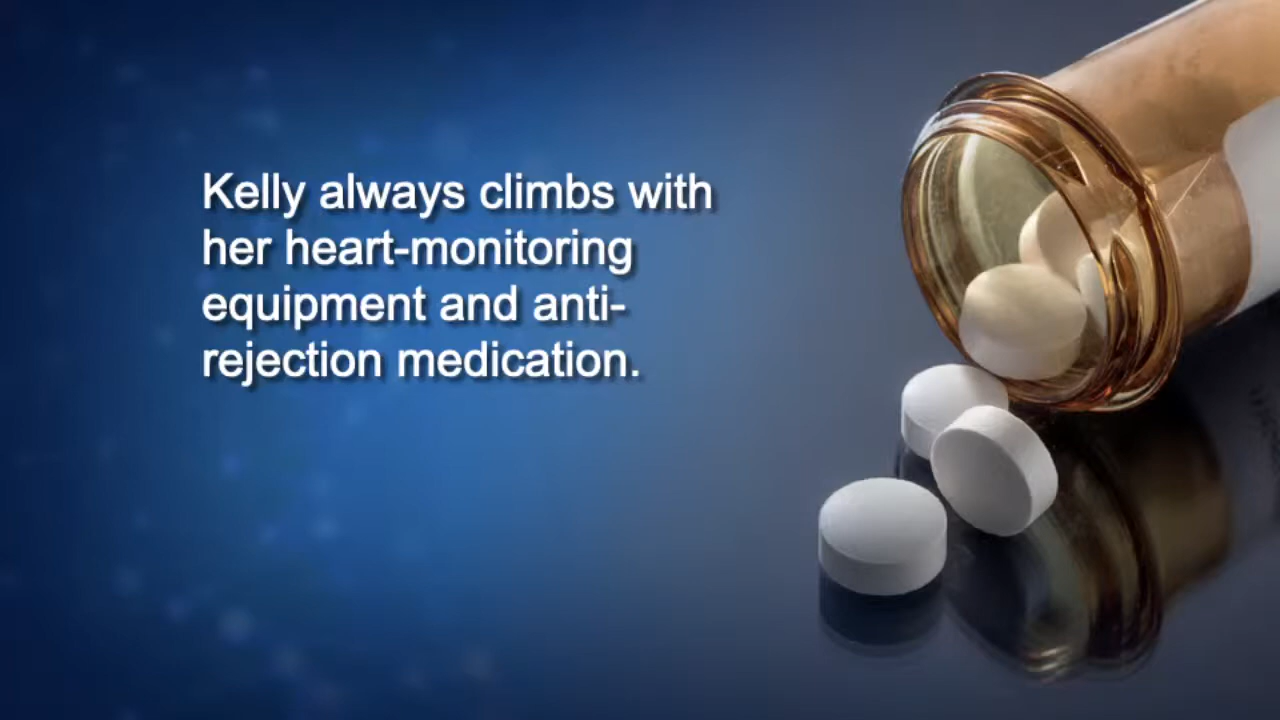 Kelly always climbs with
her heart-monitoring
equipment and anti-
rejection medication.